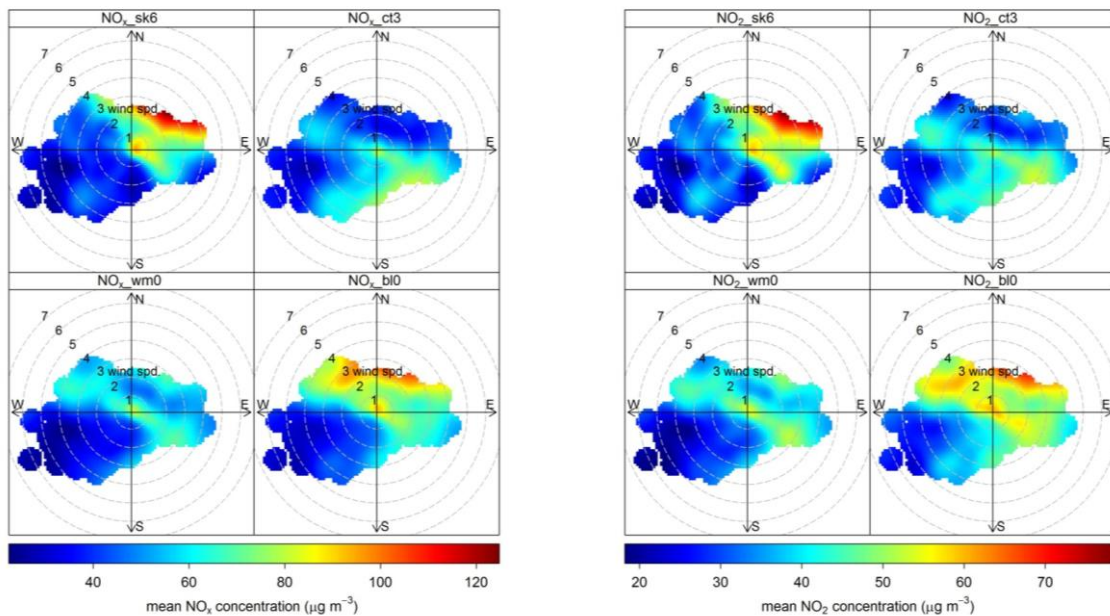 NOx_sk6
NOx_ct3
7
6
5
4
3 wind spd.
2
1
N
E
S
W
7
6
5
4
3 wind spd.
2
1
N
E
S
W
NOx_wm0
NOx_bl0
7
6
5
4
3 wind spd.
2
1
N
E
S
W
7
6
5
4
3 wind spd.
2
1
N
E
S
W
40 60 80 100 120
mean NOx concentration (μg m⁻³)
NO₂_sk6
NO₂_ct3
7
6
5
4
3 wind spd.
2
1
N
E
S
W
7
6
5
4
3 wind spd.
2
1
N
E
S
W
NO₂_wm0
NO₂_bl0
7
6
5
4
3 wind spd.
2
1
N
E
S
W
7
6
5
4
3 wind spd.
2
1
N
E
S
W
20 30 40 50 60 70
mean NO₂ concentration (μg m⁻³)